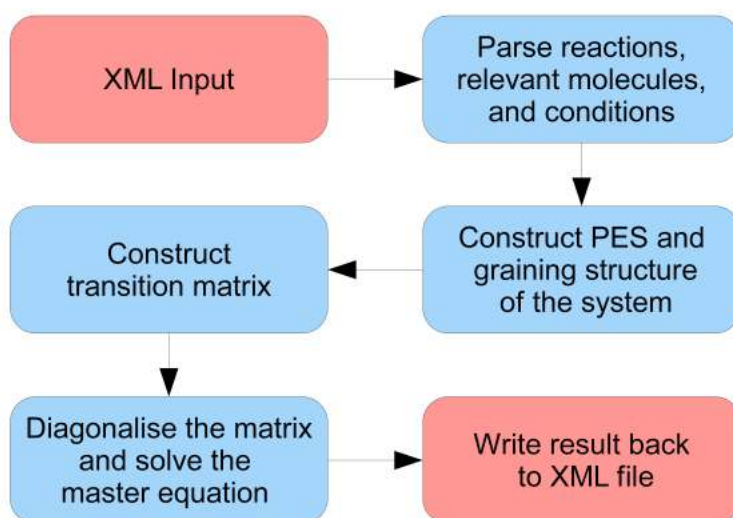 XML Input
Parse reactions,
relevant molecules,
and conditions
Construct PES and
graining structure
of the system
Construct
transition matrix
Diagonalise the matrix
and solve the
master equation
Write result back
to XML file